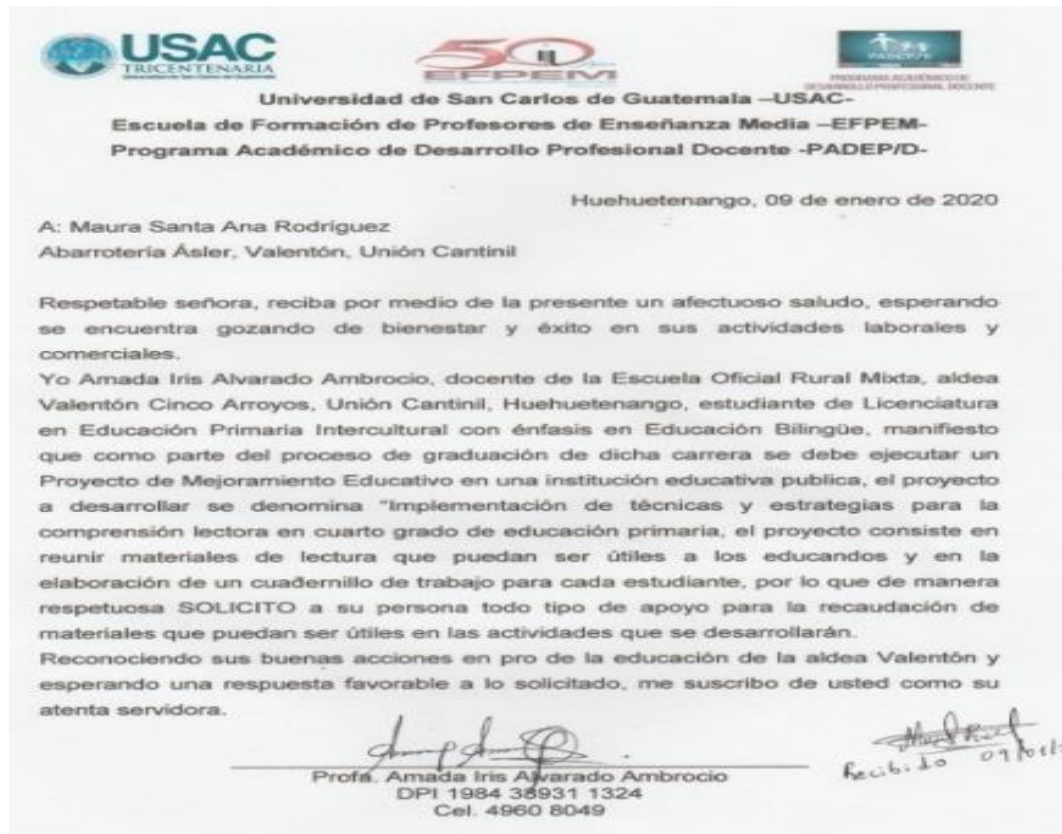 USAC
TRICENTENARIA
50
EFPEM
PADEP/D
PROGRAMA ACADÉMICO DE
DESARROLLO PROFESIONAL DOCENTE
Universidad de San Carlos de Guatemala –USAC-
Escuela de Formación de Profesores de Enseñanza Media –EFPEM-
Programa Académico de Desarrollo Profesional Docente -PADEP/D-
Huehuetenango, 09 de enero de 2020
A: Maura Santa Ana Rodríguez
Abarrotería Ásler, Valentón, Unión Cantinil
Respetable señora, reciba por medio de la presente un afectuoso saludo, esperando
se encuentra gozando de bienestar y éxito en sus actividades laborales y
comerciales.
Yo Amada Iris Alvarado Ambrocio, docente de la Escuela Oficial Rural Mixta, aldea
Valentón Cinco Arroyos, Unión Cantinil, Huehuetenango, estudiante de Licenciatura
en Educación Primaria Intercultural con énfasis en Educación Bilingüe, manifiesto
que como parte del proceso de graduación de dicha carrera se debe ejecutar un
Proyecto de Mejoramiento Educativo en una institución educativa publica, el proyecto
a desarrollar se denomina "Implementación de técnicas y estrategias para la
comprensión lectora en cuarto grado de educación primaria, el proyecto consiste en
reunir materiales de lectura que puedan ser útiles a los educandos y en la
elaboración de un cuadernillo de trabajo para cada estudiante, por lo que de manera
respetuosa SOLICITO a su persona todo tipo de apoyo para la recaudación de
materiales que puedan ser útiles en las actividades que se desarrollarán.
Reconociendo sus buenas acciones en pro de la educación de la aldea Valentón y
esperando una respuesta favorable a lo solicitado, me suscribo de usted como su
atenta servidora.
Recibido 09/01/
Profa. Amada Iris Alvarado Ambrocio
DPI 1984 38931 1324
Cel. 4960 8049